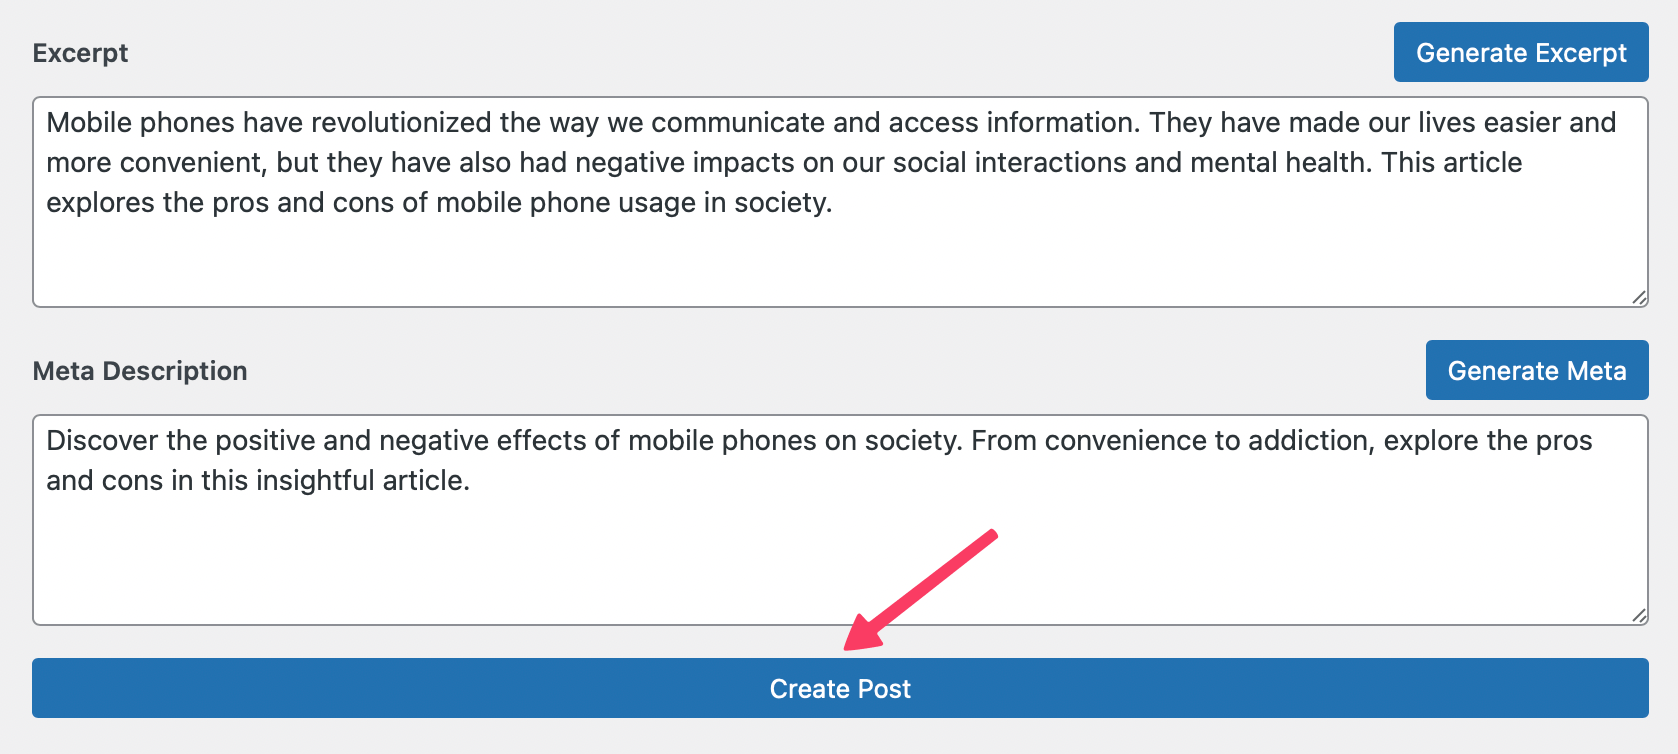 Excerpt
Generate Excerpt
Mobile phones have revolutionized the way we communicate and access information. They have made our lives easier and
more convenient, but they have also had negative impacts on our social interactions and mental health. This article
explores the pros and cons of mobile phone usage in society.
Meta Description
Generate Meta
Discover the positive and negative effects of mobile phones on society. From convenience to addiction, explore the pros
and cons in this insightful article.
Create Post